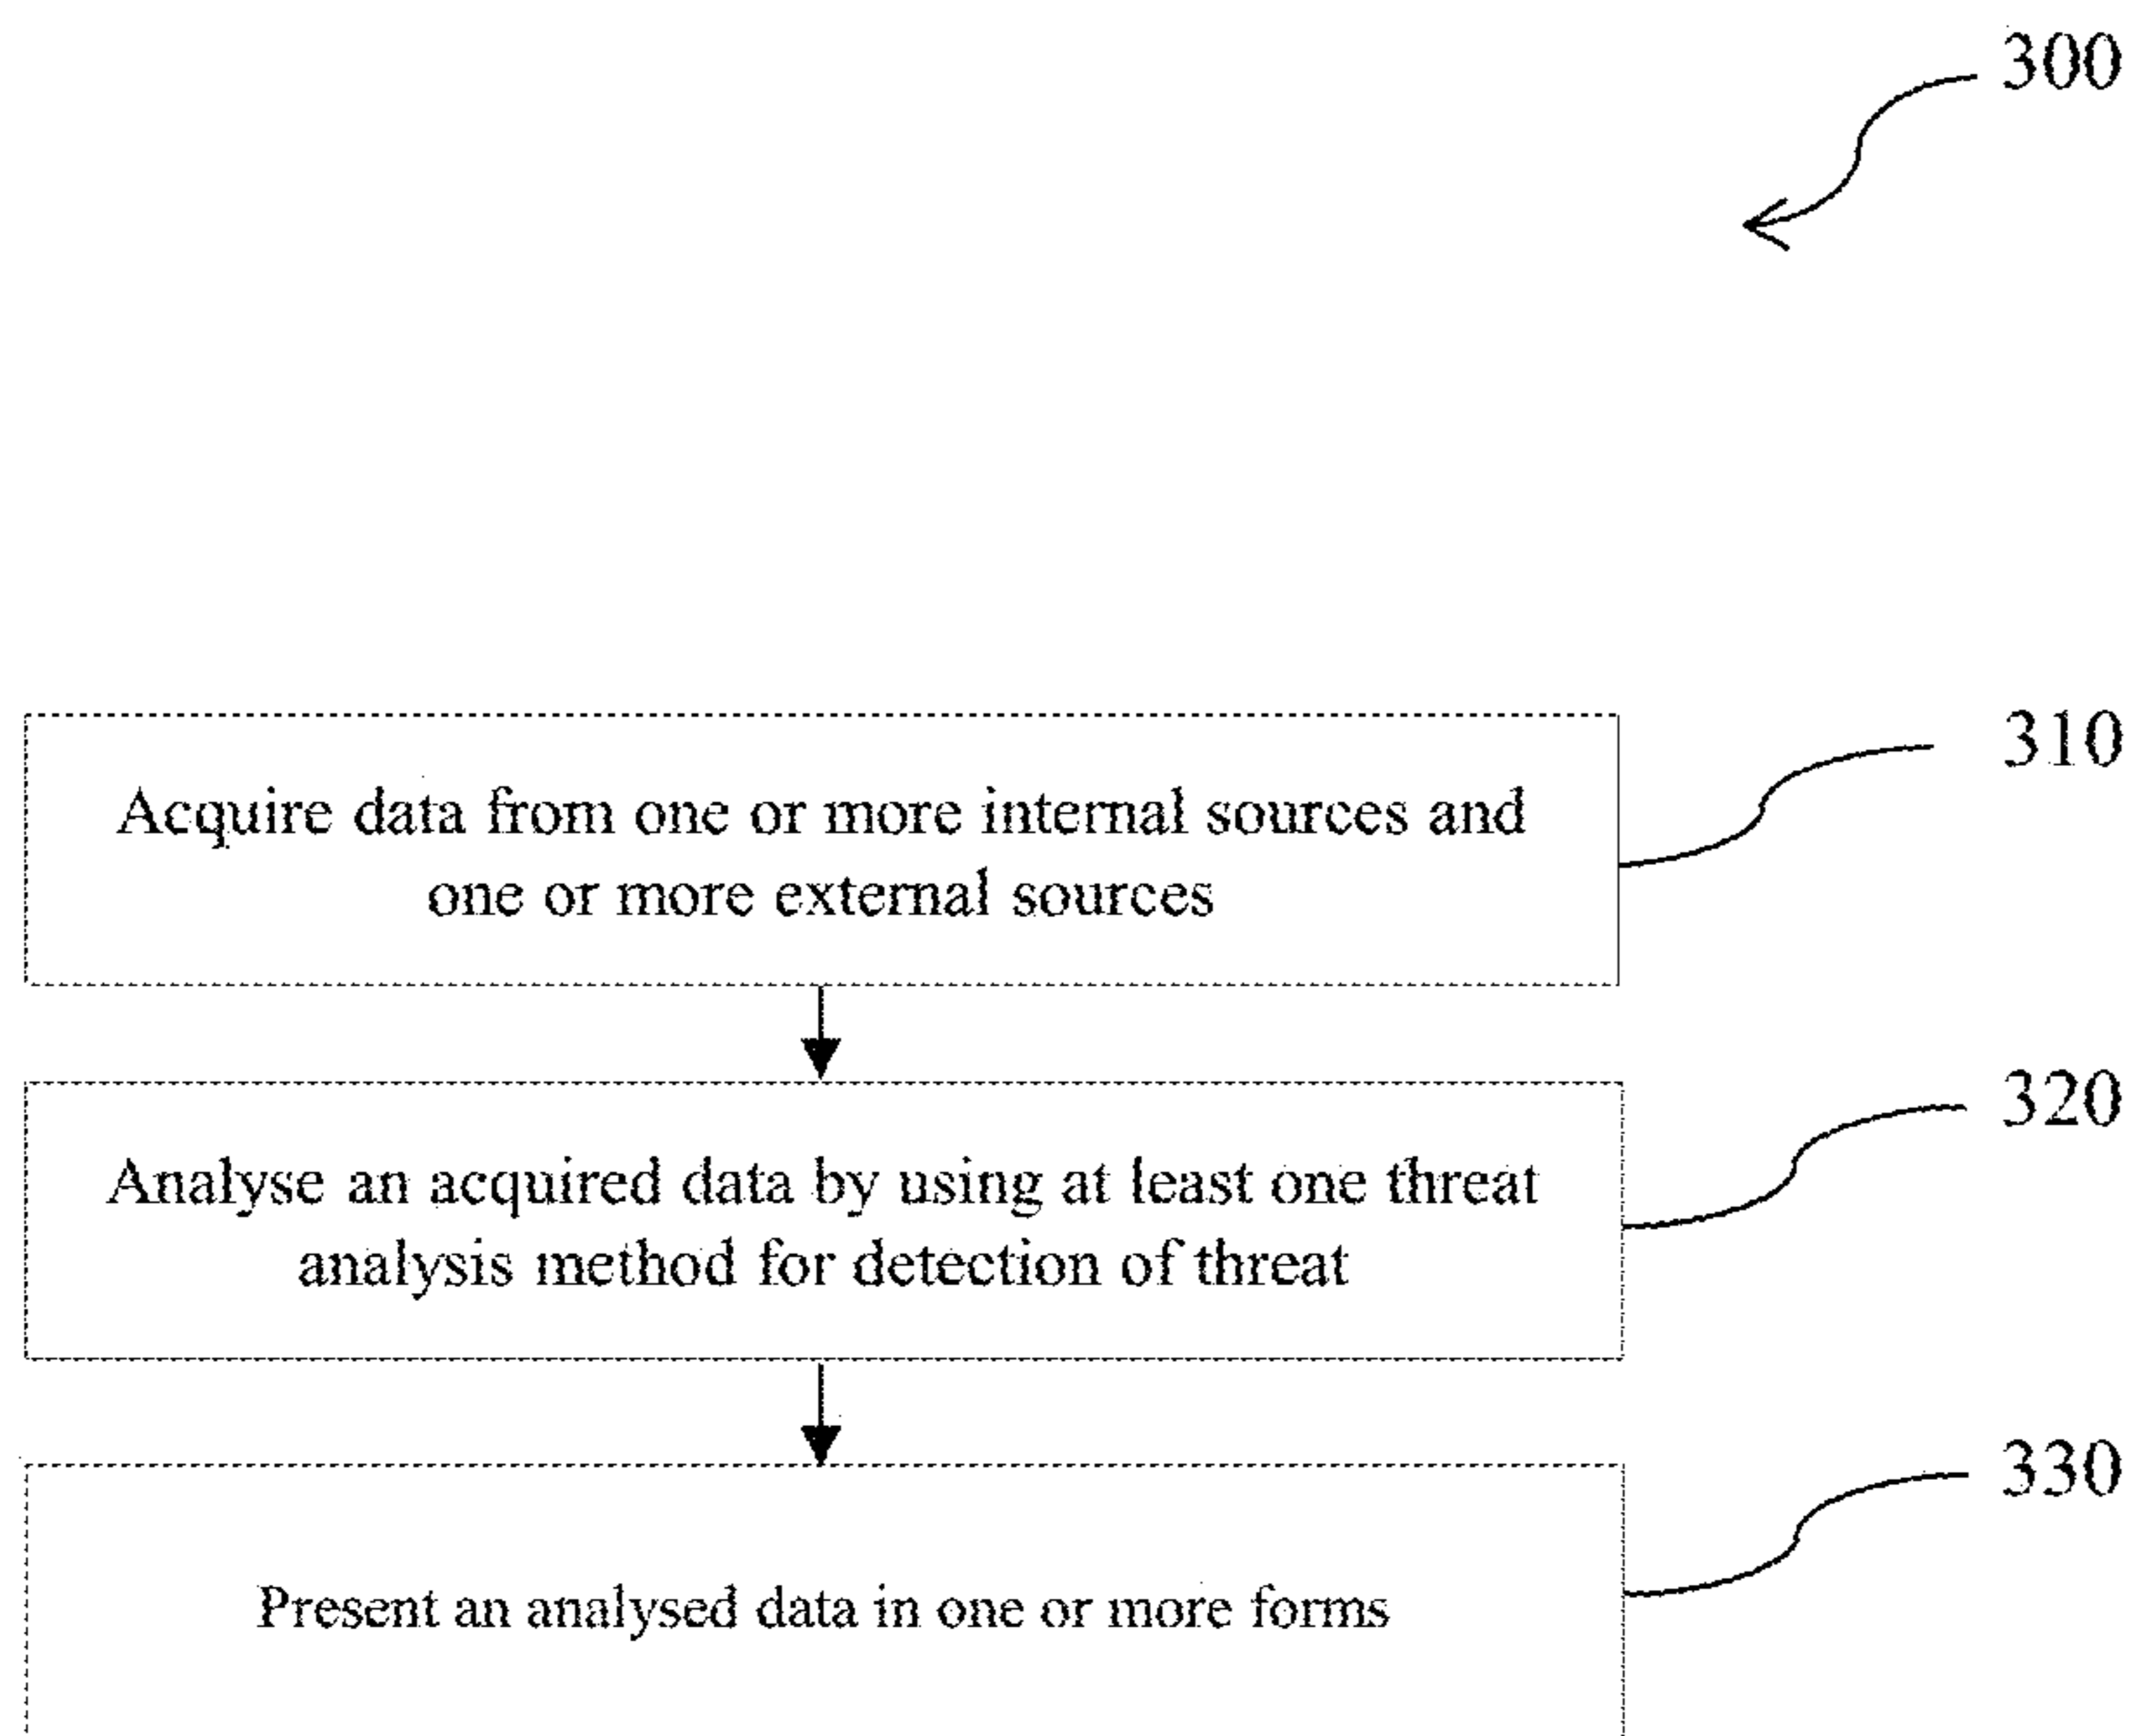 300
310
Acquire data from one or more internal sources and
one or more external sources
320
Analyse an acquired data by using at least one threat
analysis method for detection of threat
330
Present an analysed data in one or more forms